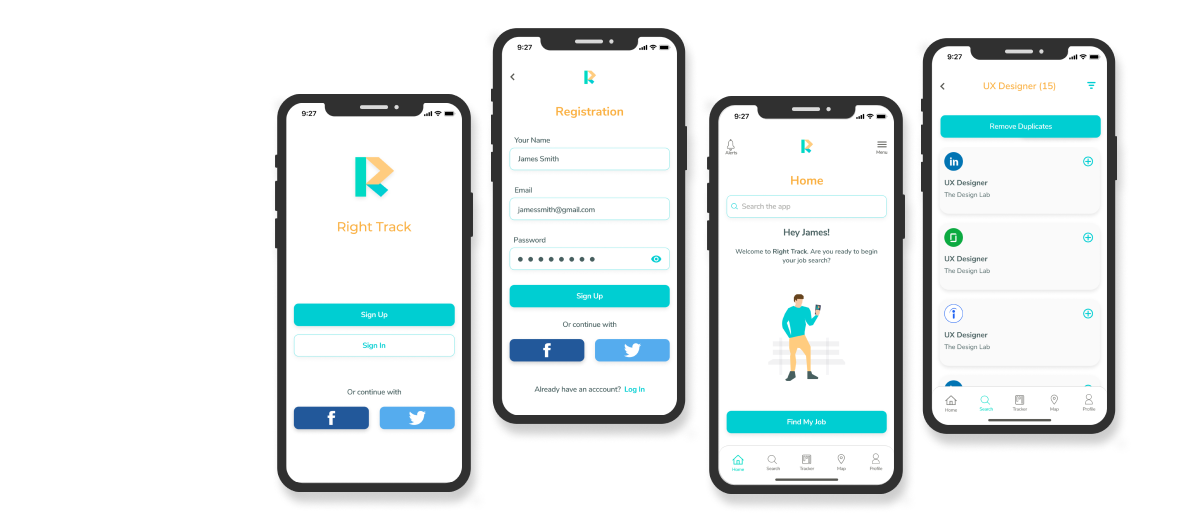 9:27
Right Track
Sign Up
Sign In
Or continue with
f
9:27
Registration
Your Name
James Smith
Email
jamessmith@gmail.com
Password
Sign Up
Or continue with
f
Already have an acccount? Log In
9:27
Alerts
Menu
Home
Search the app
Hey James!
Welcome to Right Track. Are you ready to begin
your job search?
Find My Job
Home Search Tracker Map Profile
9:27
UX Designer (15)
Remove Duplicates
in
UX Designer
The Design Lab
UX Designer
The Design Lab
UX Designer
The Design Lab
Home Search Tracker Map Profile